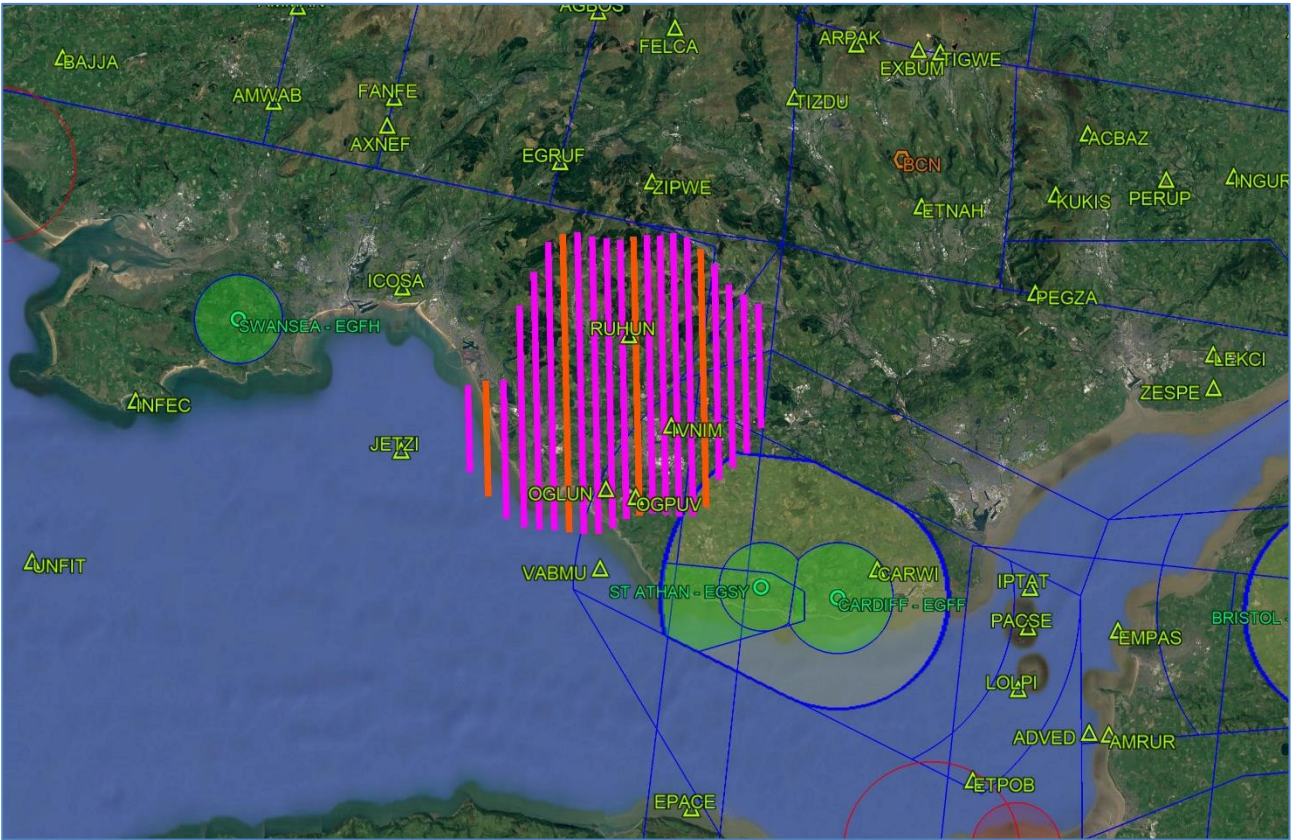 AGBOS
FELCA
ARPAK
EXBUM
TIGWE
BAJJA
AMWAB
FANFE
TIZDU
AXNEF
ACBAZ
EGRUF
BCN
ZIPWE
ETNAH
KUKIS
PERUP
INGUR
ICOSA
PEGZA
SWANSEA - EGFH
RUHUN
LEKCI
ZESPE
INFEC
JETZI
IVNIM
OGLUN
OGPUV
UNFIT
VABMU
ST ATHAN - EGSY
CARDIFF - EGFF
CARWI
IPTAT
PACSE
EMPAS
BRISTOL -
LOLPI
ADVED
AMRUR
ETPOB
EPACE